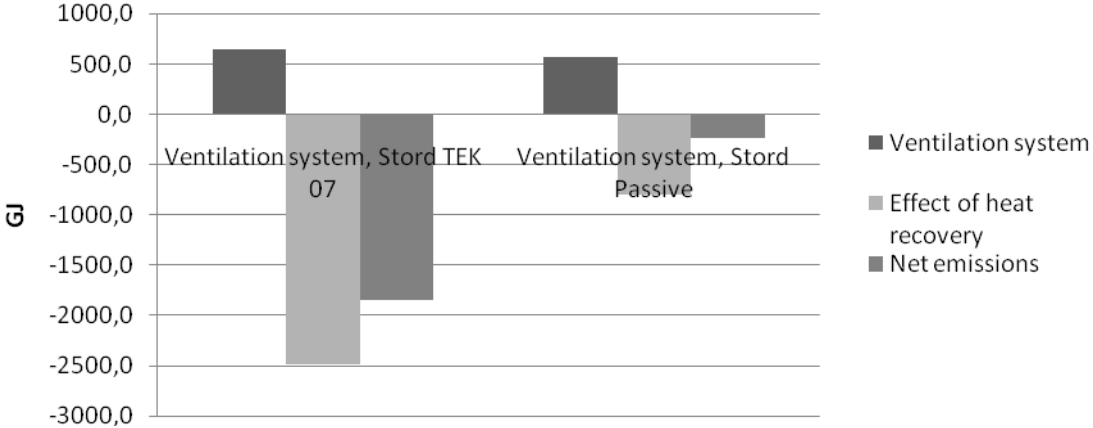 1000,0
500,0
0,0
-500,0
-1000,0
-1500,0
-2000,0
-2500,0
-3000,0
GJ
Ventilation system, Stord TEK
07
Ventilation system, Stord
Passive
Ventilation system
Effect of heat
recovery
Net emissions